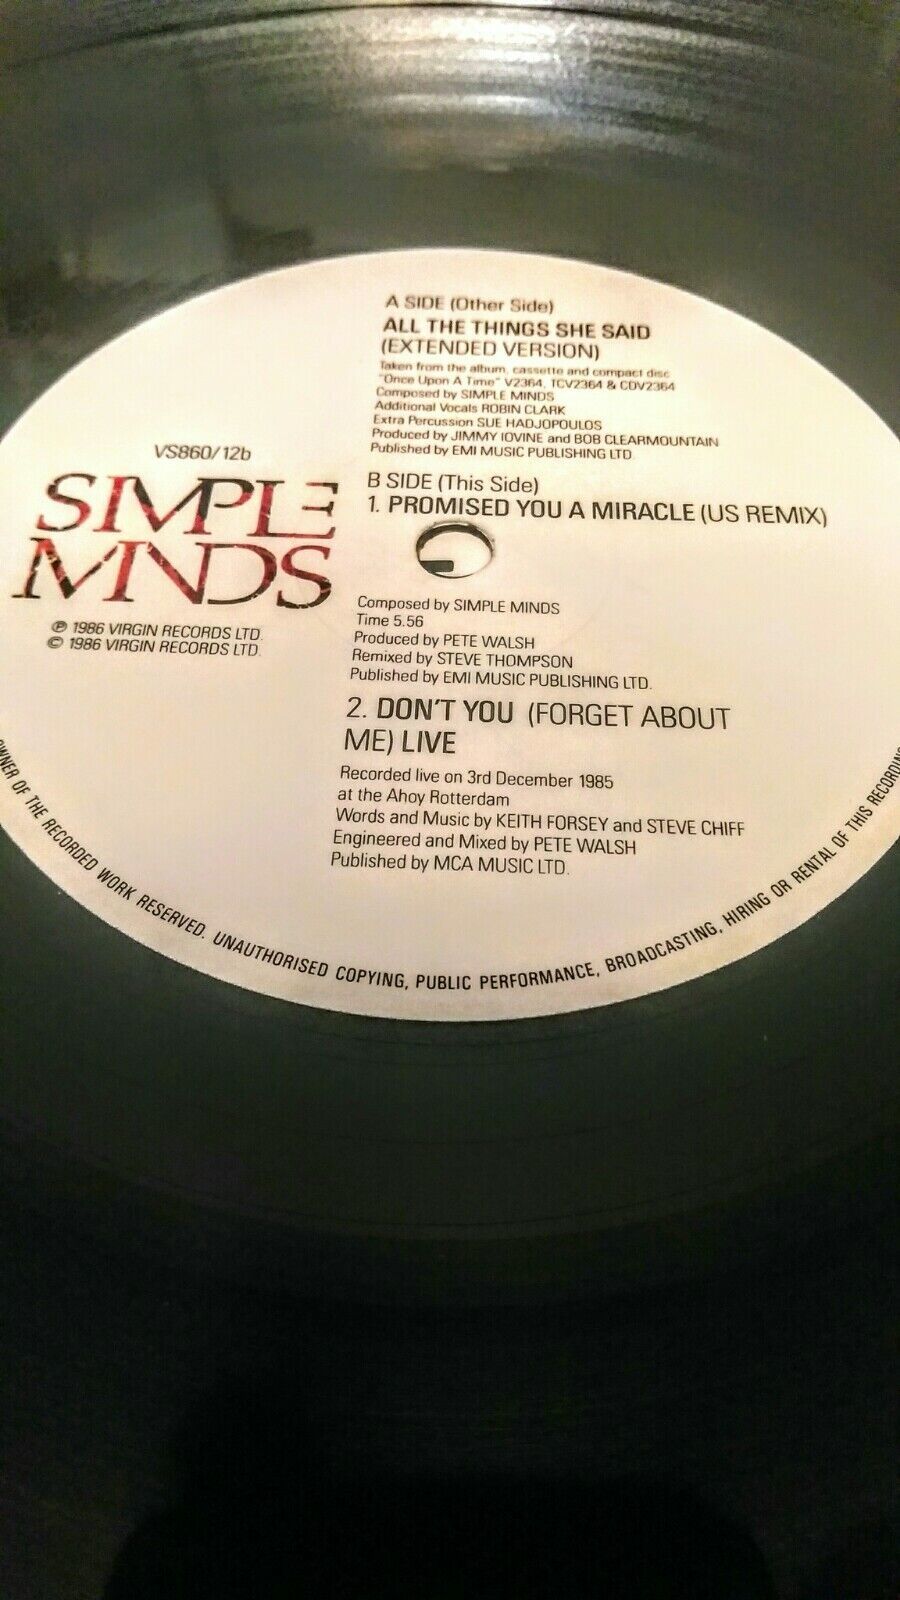 A SIDE (Other Side)
ALL THE THINGS SHE SAID
(EXTENDED VERSION)
Taken from the album, cassette and compact disc
"Once Upon A Time" V2364, TCV2364 & CDV2364
Composed by SIMPLE MINDS
Additional Vocals ROBIN CLARK
Extra Percussion SUE HADJOPOULOS
Produced by JIMMY IOVINE and BOB CLEARMOUNTAIN
Published by EMI MUSIC PUBLISHING LTD
VS860/12b
SIMPLE
MINDS
℗ 1986 VIRGIN RECORDS LTD.
© 1986 VIRGIN RECORDS LTD.
B SIDE (This Side)
1. PROMISED YOU A MIRACLE (US REMIX)
Composed by SIMPLE MINDS
Time 5.56
Produced by PETE WALSH
Remixed by STEVE THOMPSON
Published by EMI MUSIC PUBLISHING LTD.
2. DON'T YOU (FORGET ABOUT
ME) LIVE
Recorded live on 3rd December 1985
at the Ahoy Rotterdam
Words and Music by KEITH FORSEY and STEVE CHIFF
Engineered and Mixed by PETE WALSH
Published by MCA MUSIC LTD.
OWNER OF THE RECORDED WORK RESERVED. UNAUTHORISED COPYING, PUBLIC PERFORMANCE, BROADCASTING, HIRING OR RENTAL OF THIS RECORDING